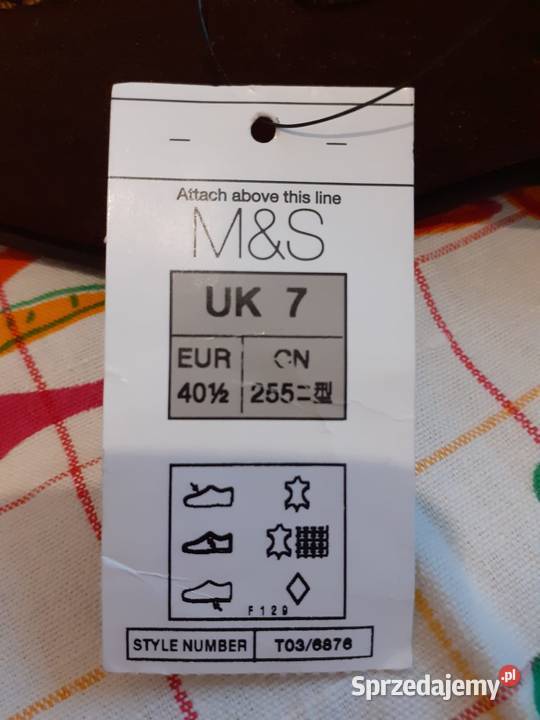 Attach above this line
M&S
UK 7
EUR CN
40½ 255二型
F 129
STYLE NUMBER T03/6876
Sprzedajemy.pl